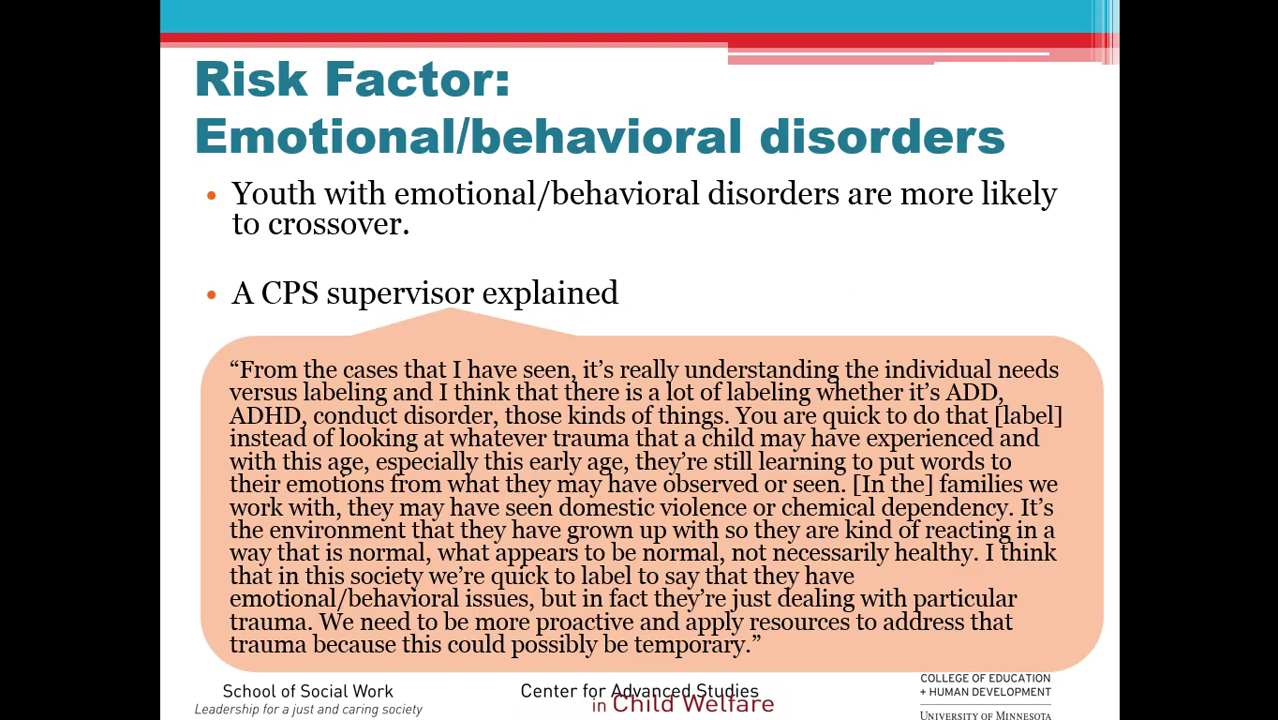 Risk Factor:
Emotional/behavioral disorders
• Youth with emotional/behavioral disorders are more likely
to crossover.
• A CPS supervisor explained
“From the cases that I have seen, it’s really understanding the individual needs
versus labeling and I think that there is a lot of labeling whether it’s ADD,
ADHD, conduct disorder, those kinds of things. You are quick to do that [label]
instead of looking at whatever trauma that a child may have experienced and
with this age, especially this early age, they’re still learning to put words to
their emotions from what they may have observed or seen. [In the] families we
work with, they may have seen domestic violence or chemical dependency. It’s
the environment that they have grown up with so they are kind of reacting in a
way that is normal, what appears to be normal, not necessarily healthy. I think
that in this society we’re quick to label to say that they have
emotional/behavioral issues, but in fact they’re just dealing with particular
trauma. We need to be more proactive and apply resources to address that
trauma because this could possibly be temporary.”
School of Social Work
Leadership for a just and caring society
Center for Advanced Studies
in Child Welfare
COLLEGE OF EDUCATION
+ HUMAN DEVELOPMENT
UNIVERSITY OF MINNESOTA